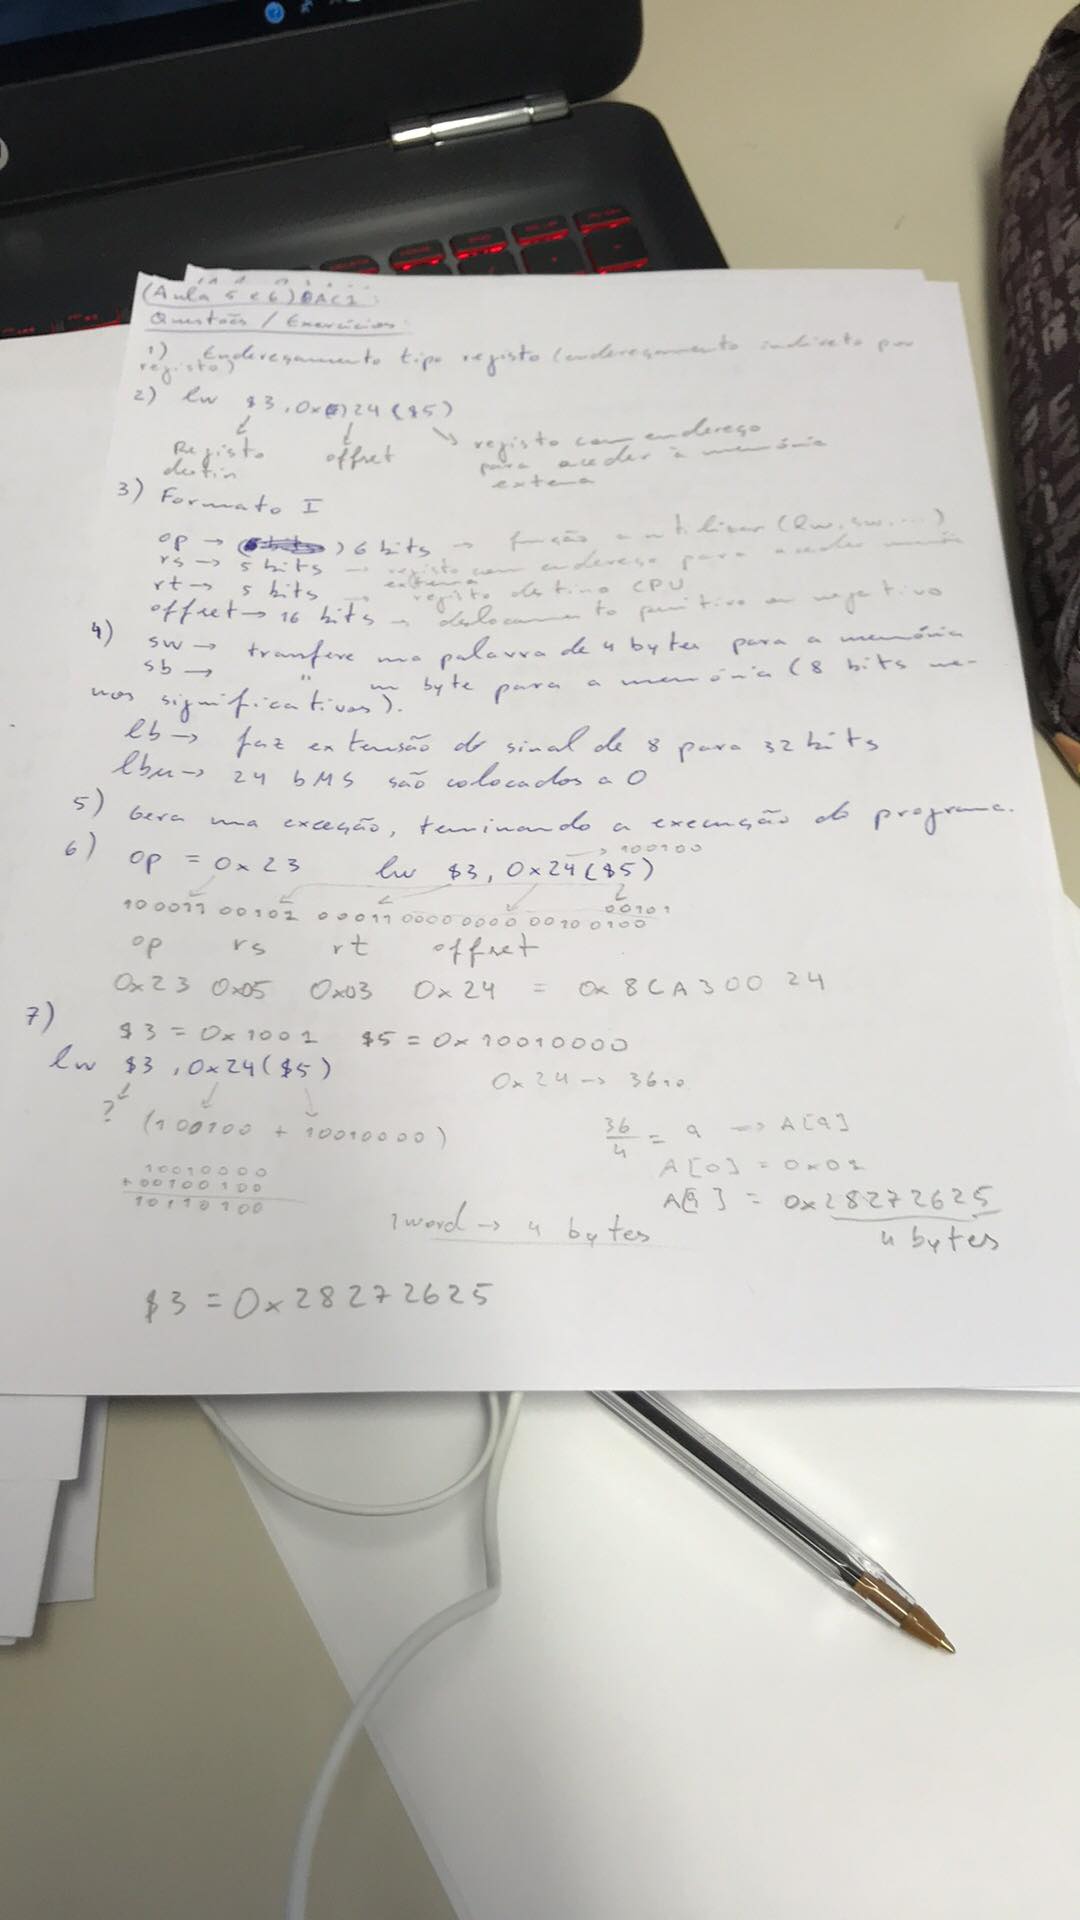 (Aula 5 e 6) AC1:
Questões / Exercícios:
1) Endereçamento tipo registo (endereçamento indireto por
registo)
2) lw $3, 0x24 ($5)
Registo
destin
offset
registo com endereço
para aceder à memória
externa
3) Formato I
op → 6 bits → função a utilizar (lw, sw, ...)
rs → 5 bits → registo com endereço para aceder memória
externa
rt → 5 bits → registo destino CPU
offset → 16 bits → deslocamento positivo ou negativo
4) sw → transfere uma palavra de 4 bytes para a memória
sb → " um byte para a memória (8 bits me-
nos significativos).
lb → faz extensão do sinal de 8 para 32 bits
lbu → 24 bMS são colocados a 0
5) Gera uma exceção, terminando a execução do programa.
→ 100100
6) op = 0x23 lw $3, 0x24 ($5)
00101
100011 00101 00011 0000 0000 0010 0100
op rs rt offset
0x23 0x05 0x03 0x24 = 0x8CA30024
7) $3 = 0x1001 $5 = 0x10010000
lw $3, 0x24 ($5)
0x24 → 36₁₀
? (100100 + 10010000)
36/4 = 9 → A[9]
A[0] = 0x01
10010000
+ 00100100
10110100
A[9] = 0x28272625
4 bytes
1 word → 4 bytes
$3 = 0x28272625